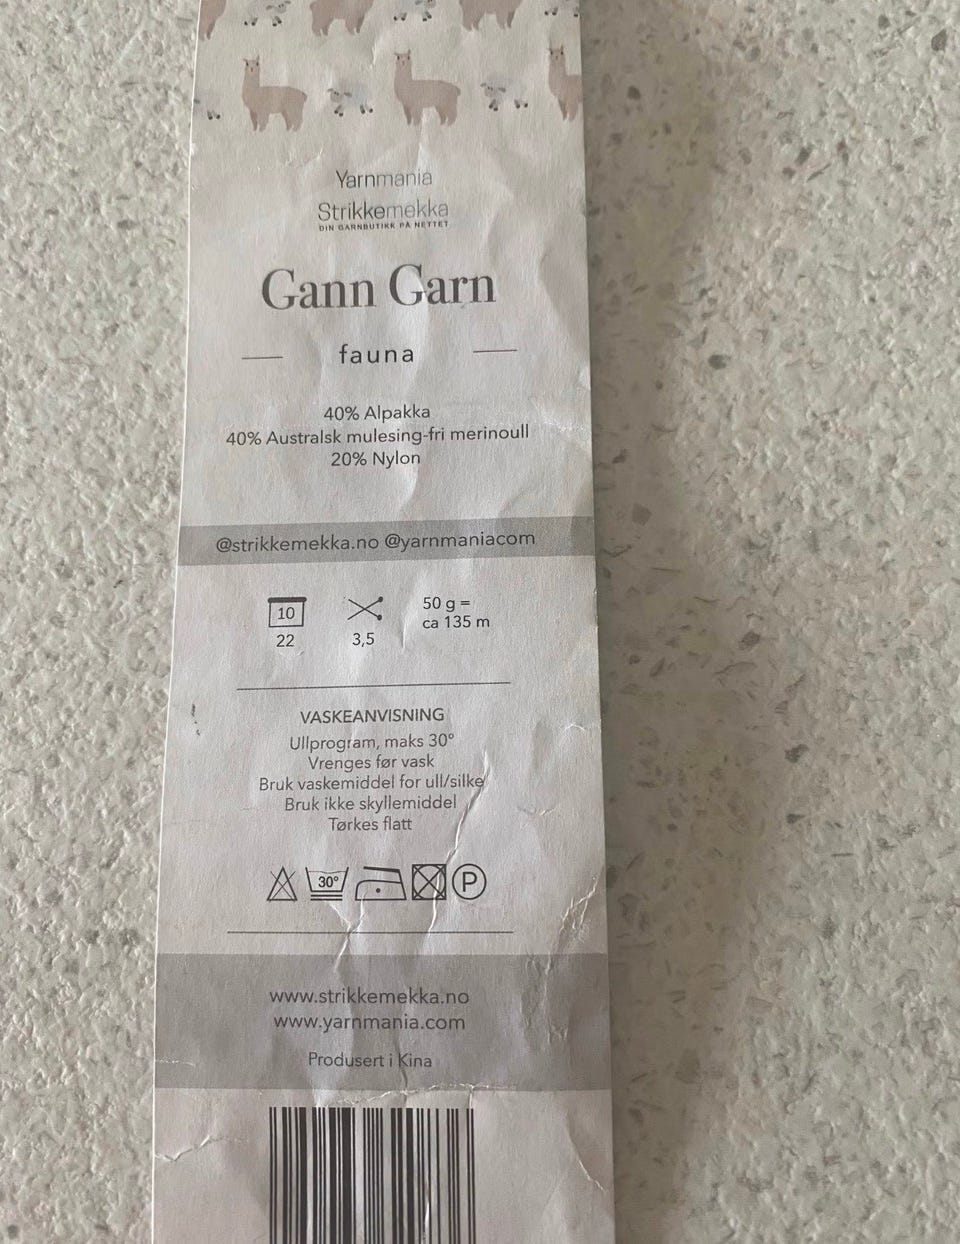 Yarnmania
Strikkemekka
DIN GARNBUTIKK PÅ NETTET
Gann Garn
fauna
40% Alpakka
40% Australsk mulesing-fri merinoull
20% Nylon
@strikkemekka.no @yarnmaniacom
10
22
3,5
50 g =
ca 135 m
VASKEANVISNING
Ullprogram, maks 30°
Vrenges før vask
Bruk vaskemiddel for ull/silke
Bruk ikke skyllemiddel
Tørkes flatt
30°
P
www.strikkemekka.no
www.yarnmania.com
Produsert i Kina